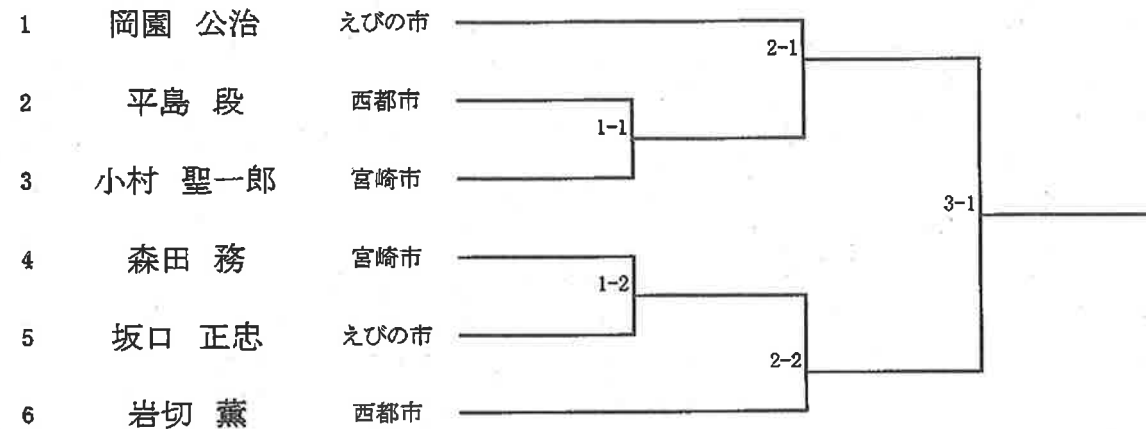 1 岡園 公治 えびの市
2-1
2 平島 段 西都市
1-1
3 小村 聖一郎 宮崎市
3-1
4 森田 務 宮崎市
1-2
5 坂口 正忠 えびの市
2-2
6 岩切 薫 西都市